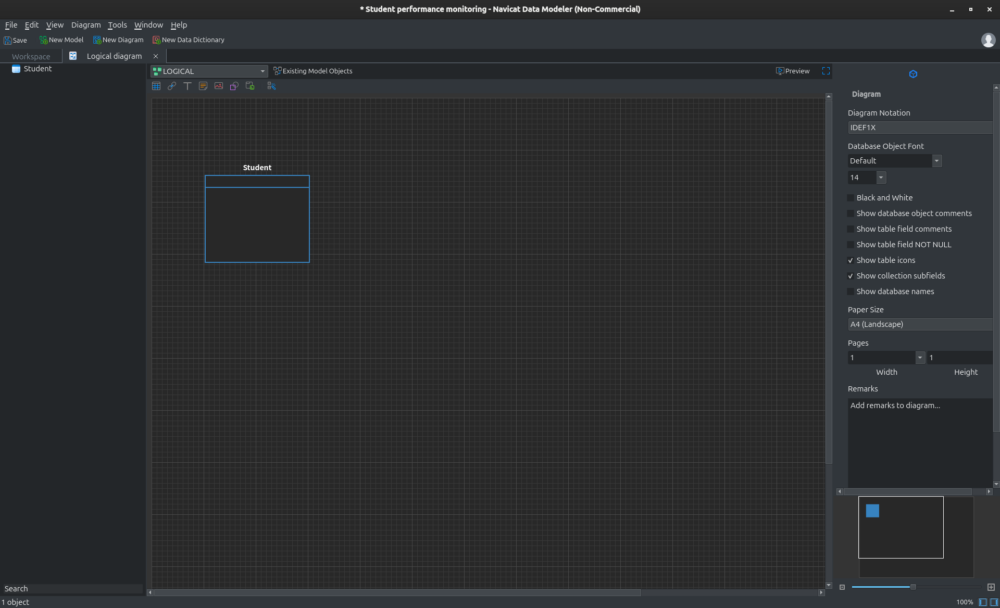 * Student performance monitoring - Navicat Data Modeler (Non-Commercial)
File Edit View Diagram Tools Window Help
Save New Model New Diagram New Data Dictionary
Workspace Logical diagram
Student
LOGICAL Existing Model Objects Preview
Student
Diagram
Diagram Notation
IDEF1X
Database Object Font
Default
14
Black and White
Show database object comments
Show table field comments
Show table field NOT NULL
Show table icons
Show collection subfields
Show database names
Paper Size
A4 (Landscape)
Pages
1 1
Width Height
Remarks
Add remarks to diagram...
Search
1 object 100%